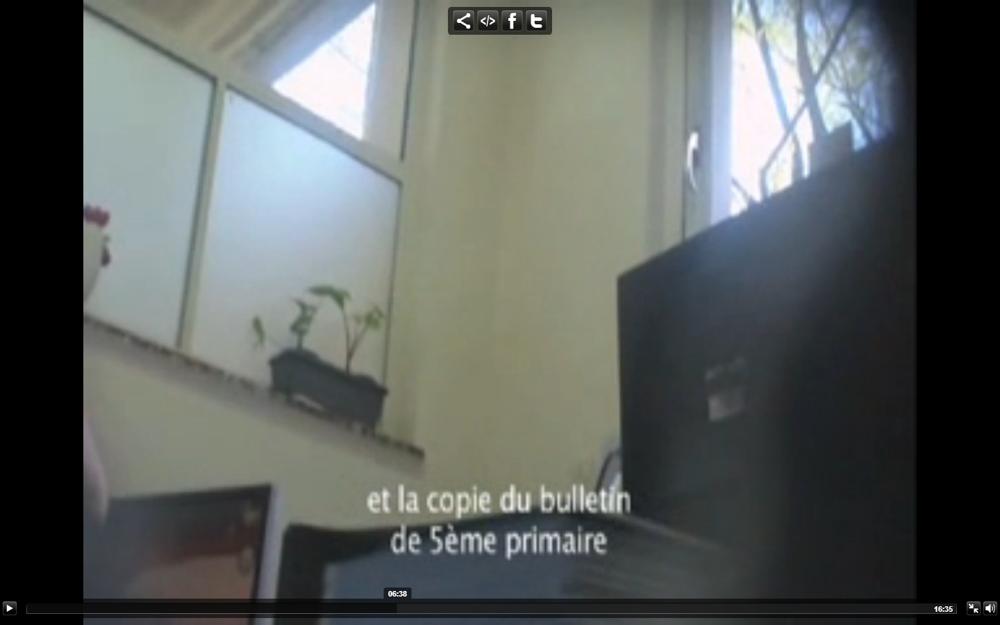 et la copie du bulletin
de 5ème primaire
06:38
16:35